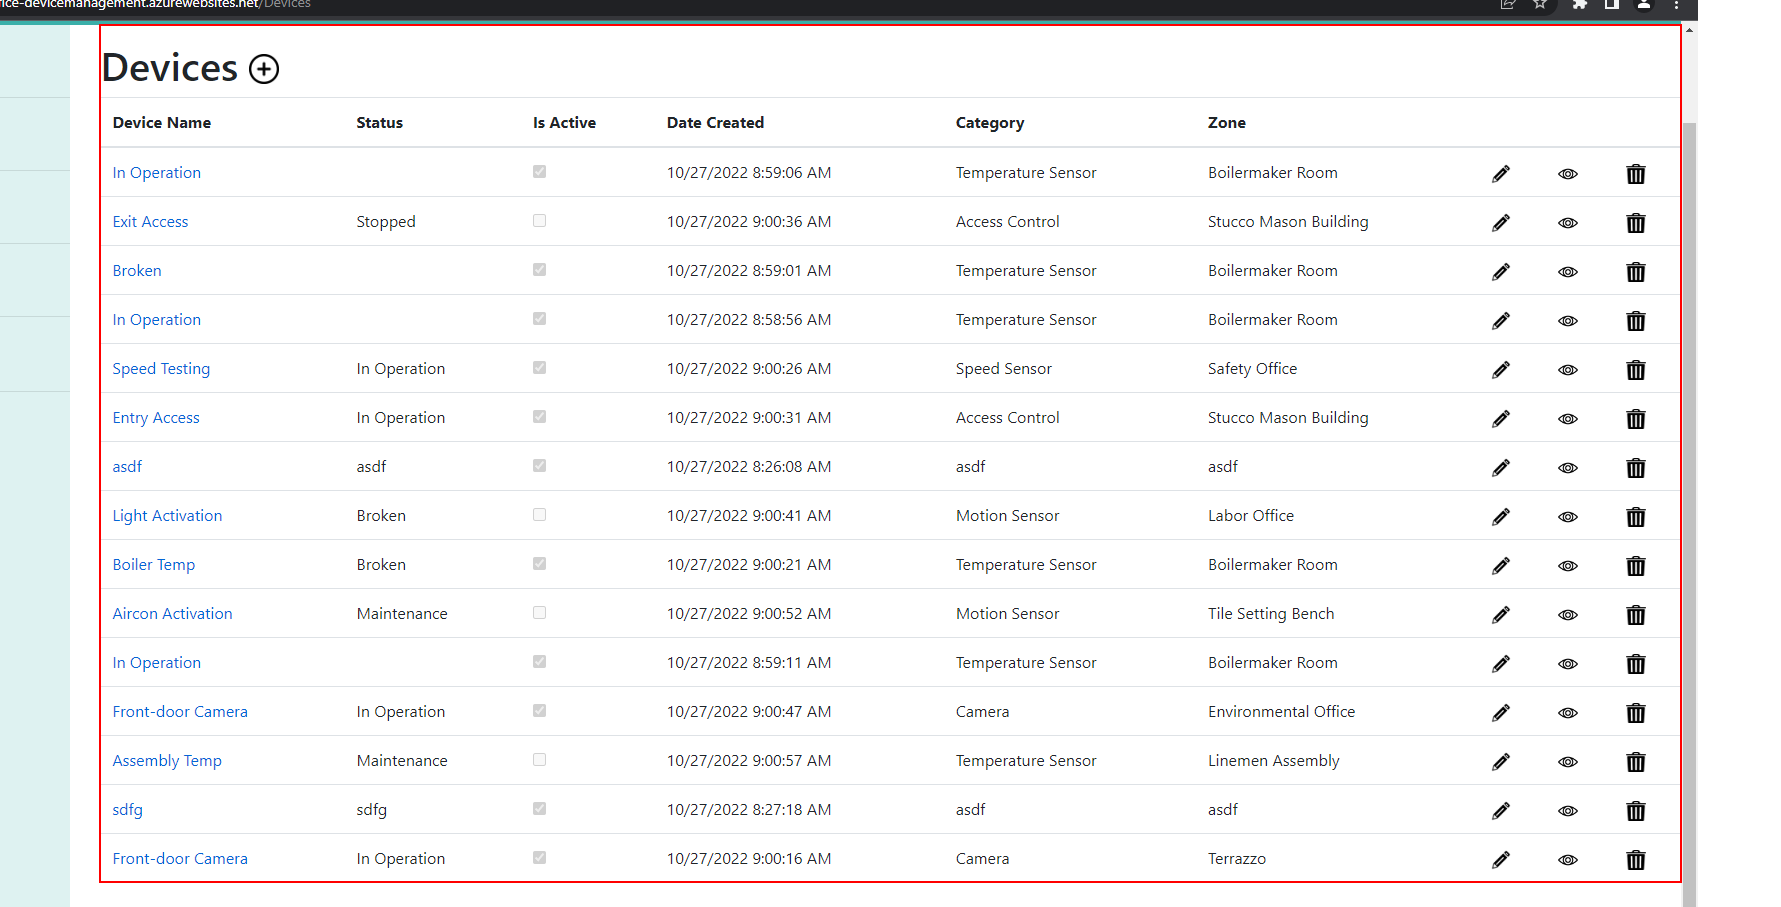 fice-devicemanagement.azurewebsites.net/Devices
Devices
Device Name Status Is Active Date Created Category Zone
In Operation 10/27/2022 8:59:06 AM Temperature Sensor Boilermaker Room
Exit Access Stopped 10/27/2022 9:00:36 AM Access Control Stucco Mason Building
Broken 10/27/2022 8:59:01 AM Temperature Sensor Boilermaker Room
In Operation 10/27/2022 8:58:56 AM Temperature Sensor Boilermaker Room
Speed Testing In Operation 10/27/2022 9:00:26 AM Speed Sensor Safety Office
Entry Access In Operation 10/27/2022 9:00:31 AM Access Control Stucco Mason Building
asdf asdf 10/27/2022 8:26:08 AM asdf asdf
Light Activation Broken 10/27/2022 9:00:41 AM Motion Sensor Labor Office
Boiler Temp Broken 10/27/2022 9:00:21 AM Temperature Sensor Boilermaker Room
Aircon Activation Maintenance 10/27/2022 9:00:52 AM Motion Sensor Tile Setting Bench
In Operation 10/27/2022 8:59:11 AM Temperature Sensor Boilermaker Room
Front-door Camera In Operation 10/27/2022 9:00:47 AM Camera Environmental Office
Assembly Temp Maintenance 10/27/2022 9:00:57 AM Temperature Sensor Linemen Assembly
sdfg sdfg 10/27/2022 8:27:18 AM asdf asdf
Front-door Camera In Operation 10/27/2022 9:00:16 AM Camera Terrazzo